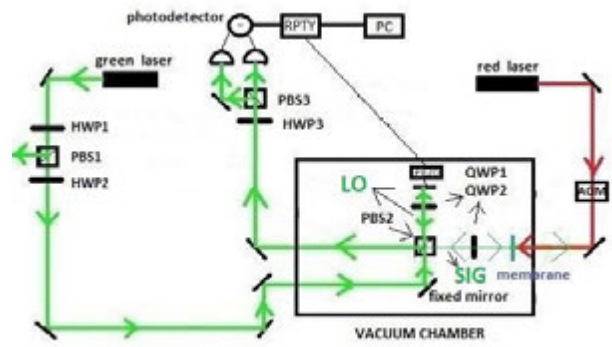 photodetector
RPTY
PC
green laser
red laser
PBS3
HWP1
HWP3
PBS1
HWP2
QWP1
LO
QWP2
AOM
PBS2
SIG
membrane
fixed mirror
VACUUM CHAMBER